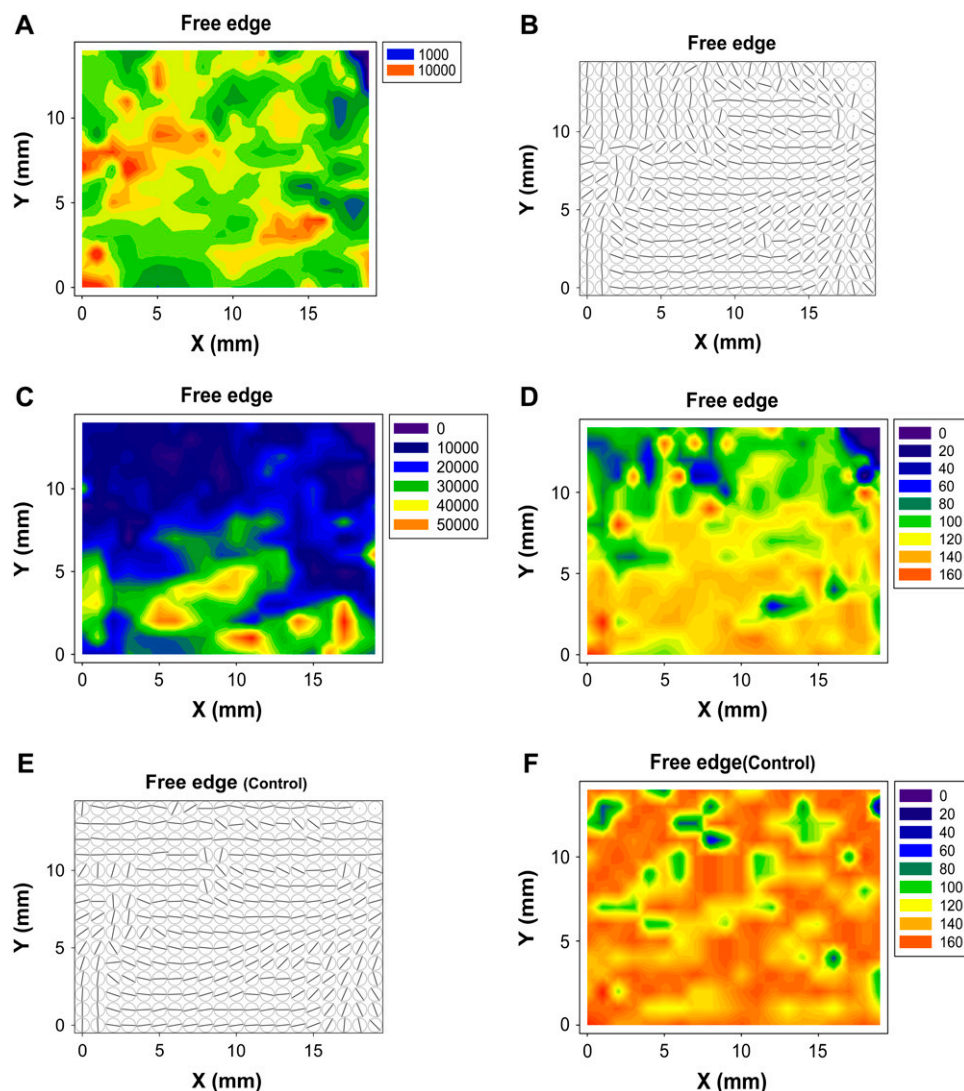 A
Free edge
1000
10000
10
5
0
Y (mm)
0 5 10 15
X (mm)
B
Free edge
10
5
0
Y (mm)
0 5 10 15
X (mm)
C
Free edge
0
10000
20000
30000
40000
50000
10
5
0
Y (mm)
0 5 10 15
X (mm)
D
Free edge
0
20
40
60
80
100
120
140
160
10
5
0
Y (mm)
0 5 10 15
X (mm)
E
Free edge (Control)
10
5
0
Y (mm)
0 5 10 15
X (mm)
F
Free edge(Control)
0
20
40
60
80
100
120
140
160
10
5
0
Y (mm)
0 5 10 15
X (mm)